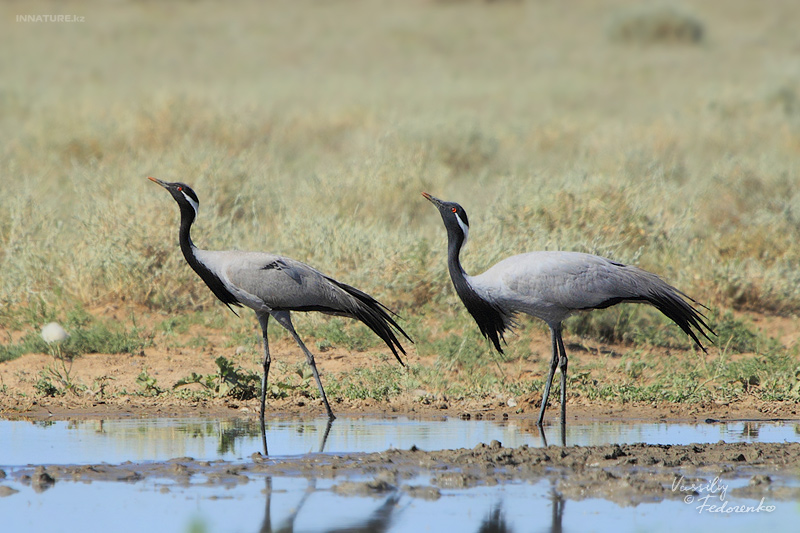 INNATURE.kz
Vassiliy
© Fedorenko